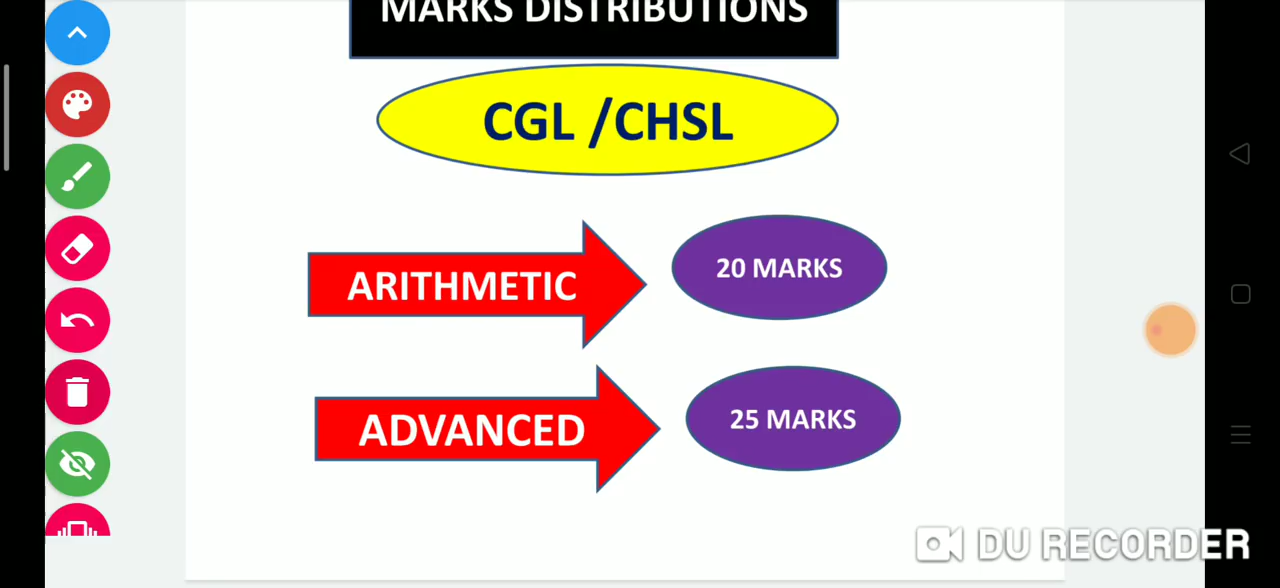 MARKS DISTRIBUTIONS
CGL /CHSL
ARITHMETIC
20 MARKS
ADVANCED
25 MARKS
DU RECORDER